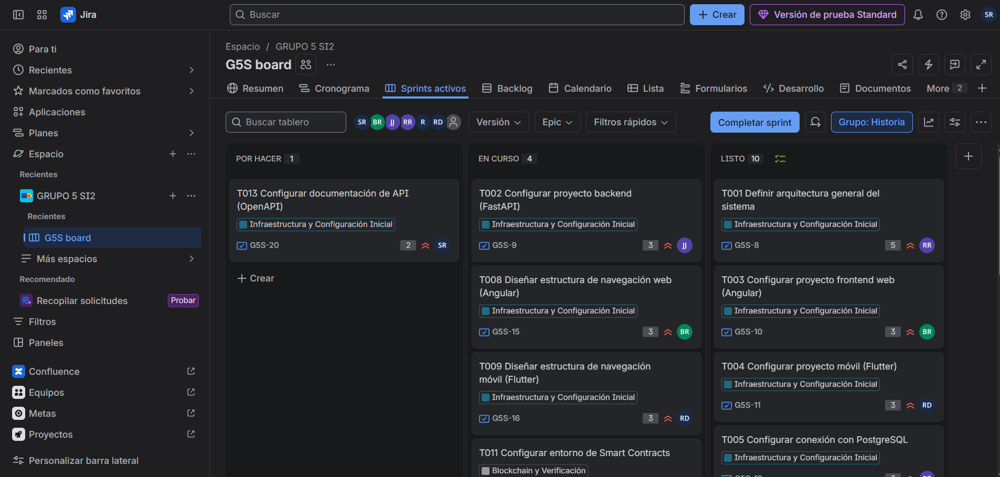 Jira
Buscar
Crear
Versión de prueba Standard
SR
Para ti
Recientes
Marcados como favoritos
Aplicaciones
Planes
Espacio
Recientes
GRUPO 5 SI2
Recientes
G5S board
Más espacios
Recomendado
Recopilar solicitudes
Probar
Filtros
Paneles
Confluence
Equipos
Metas
Proyectos
Personalizar barra lateral
Espacio / GRUPO 5 SI2
G5S board
Resumen
Cronograma
Sprints activos
Backlog
Calendario
Lista
Formularios
Desarrollo
Documentos
More 2
Buscar tablero
SR BR JJ RR R RD
Versión
Epic
Filtros rápidos
Completar sprint
Grupo: Historia
POR HACER 1
T013 Configurar documentación de API
(OpenAPI)
Infraestructura y Configuración Inicial
G5S-20 2 SR
Crear
EN CURSO 4
T002 Configurar proyecto backend
(FastAPI)
Infraestructura y Configuración Inicial
G5S-9 3 JJ
T008 Diseñar estructura de navegación web
(Angular)
Infraestructura y Configuración Inicial
G5S-15 3 BR
T009 Diseñar estructura de navegación
móvil (Flutter)
Infraestructura y Configuración Inicial
G5S-16 3 RD
T011 Configurar entorno de Smart Contracts
Blockchain y Verificación
LISTO 10
T001 Definir arquitectura general del
sistema
Infraestructura y Configuración Inicial
G5S-8 5 RR
T003 Configurar proyecto frontend web
(Angular)
Infraestructura y Configuración Inicial
G5S-10 3 BR
T004 Configurar proyecto móvil (Flutter)
Infraestructura y Configuración Inicial
G5S-11 3 RD
T005 Configurar conexión con PostgreSQL
Infraestructura y Configuración Inicial